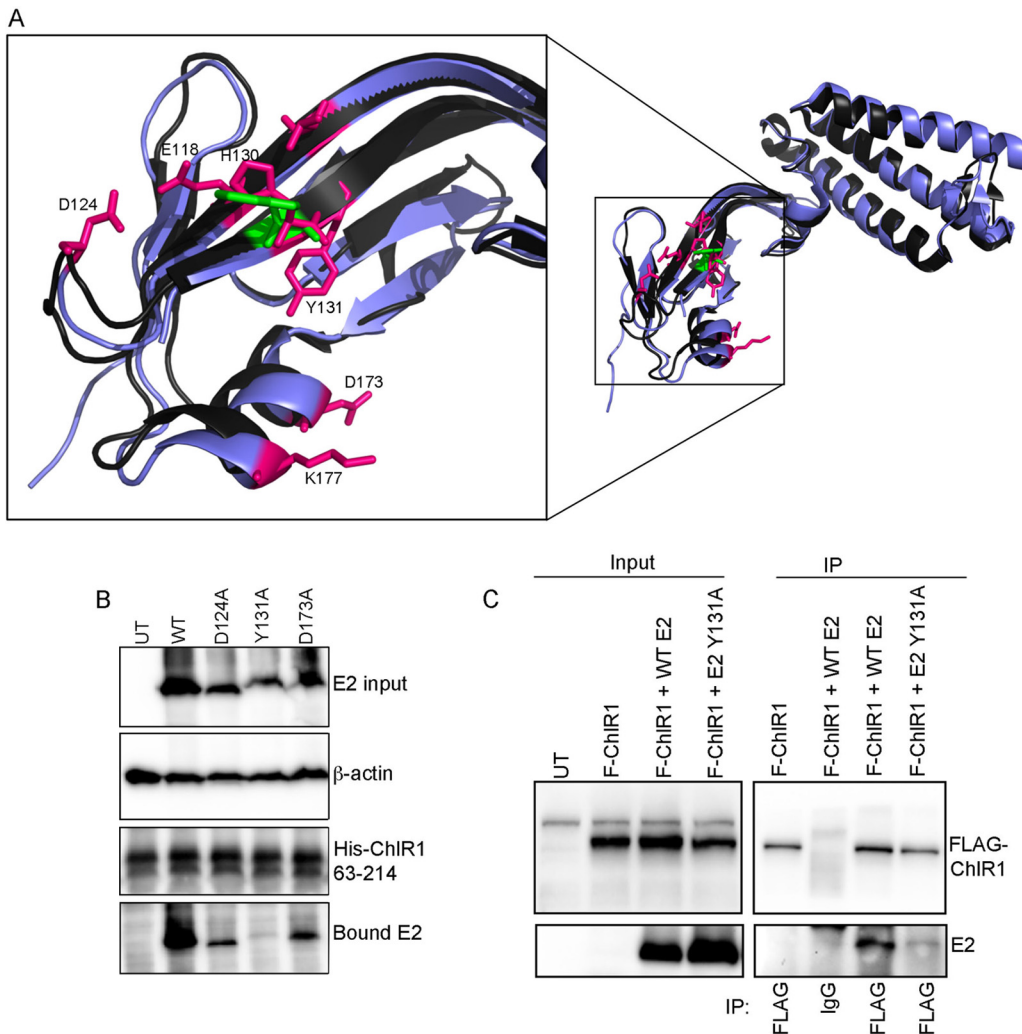 A
E118
H130
D124
Y131
D173
K177
B
UT
WT
D124A
Y131A
D173A
E2 input
β-actin
His-ChlR1
63-214
Bound E2
C
Input
IP
UT
F-ChlR1
F-ChlR1 + WT E2
F-ChlR1 + E2 Y131A
F-ChlR1
F-ChlR1 + WT E2
F-ChlR1 + WT E2
F-ChlR1 + E2 Y131A
FLAG-
ChlR1
E2
IP:
FLAG
IgG
FLAG
FLAG